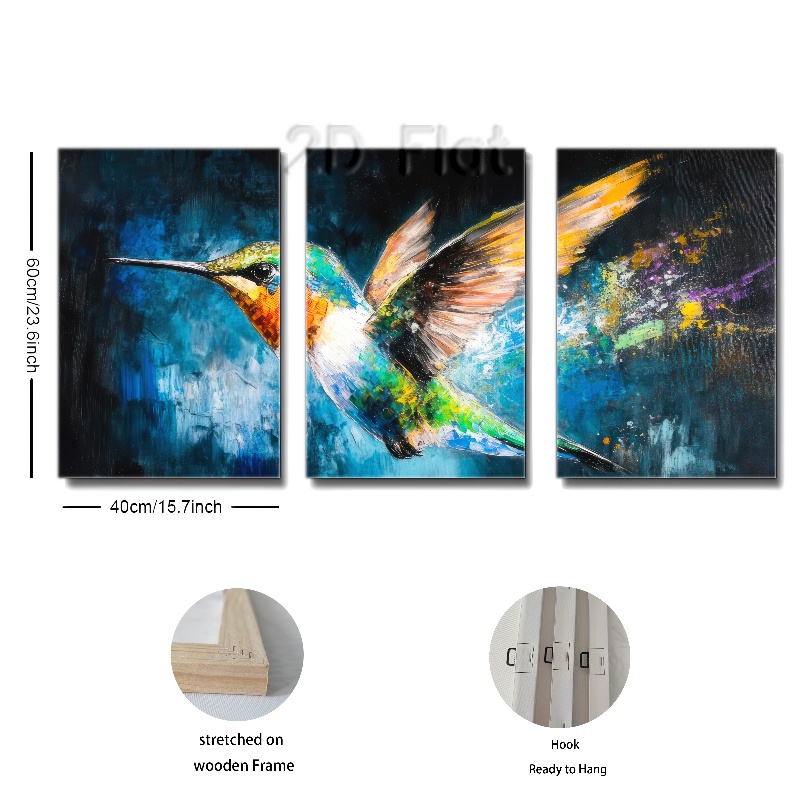 2D Flat
60cm/23.6inch
40cm/15.7inch
stretched on
wooden Frame
Hook
Ready to Hang